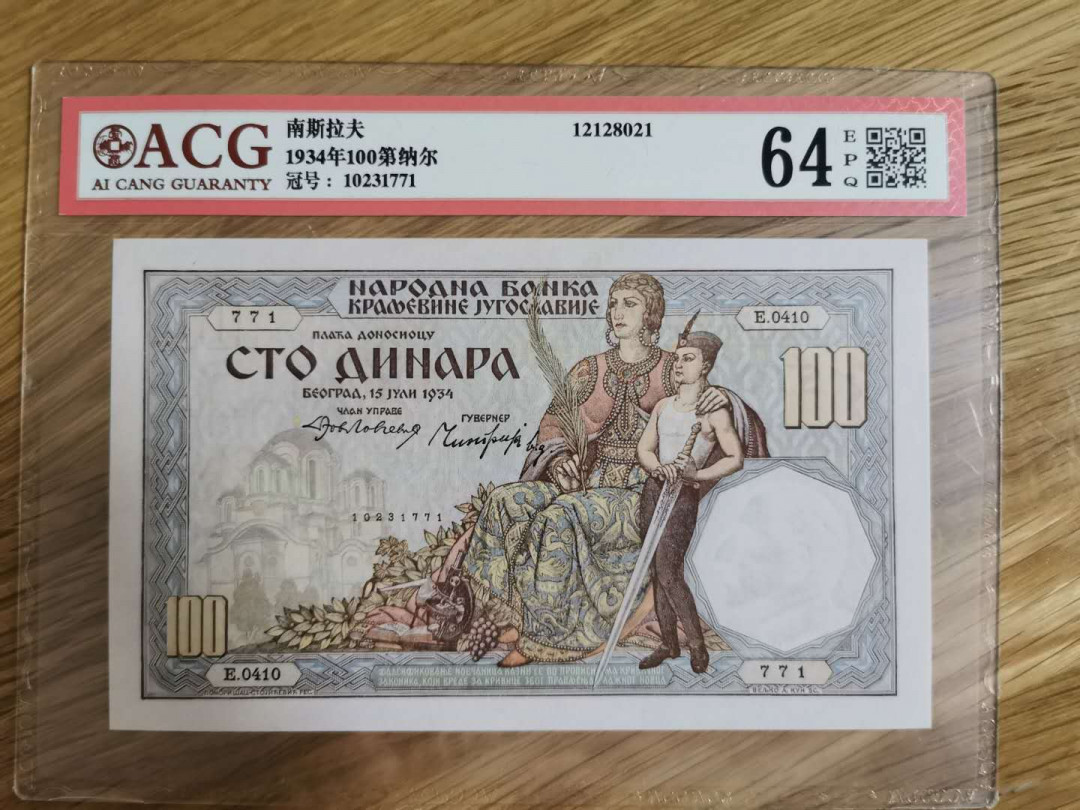 ACG
AI CANG GUARANTY
南斯拉夫
1934年100第纳尔
冠号：10231771
12128021
64
EPQ
НАРОДНА БАНКА
КРАЉЕВИНЕ ЈУГОСЛАВИЈЕ
771
E.0410
ПЛАЋА ДОНОСИОЦУ
СТО ДИНАРА
БЕОГРАД, 15 ЈУЛИ 1934
ЧЛАН УПРАВЕ
ГУВЕРНЕР
100
10231771
100
E.0410
771